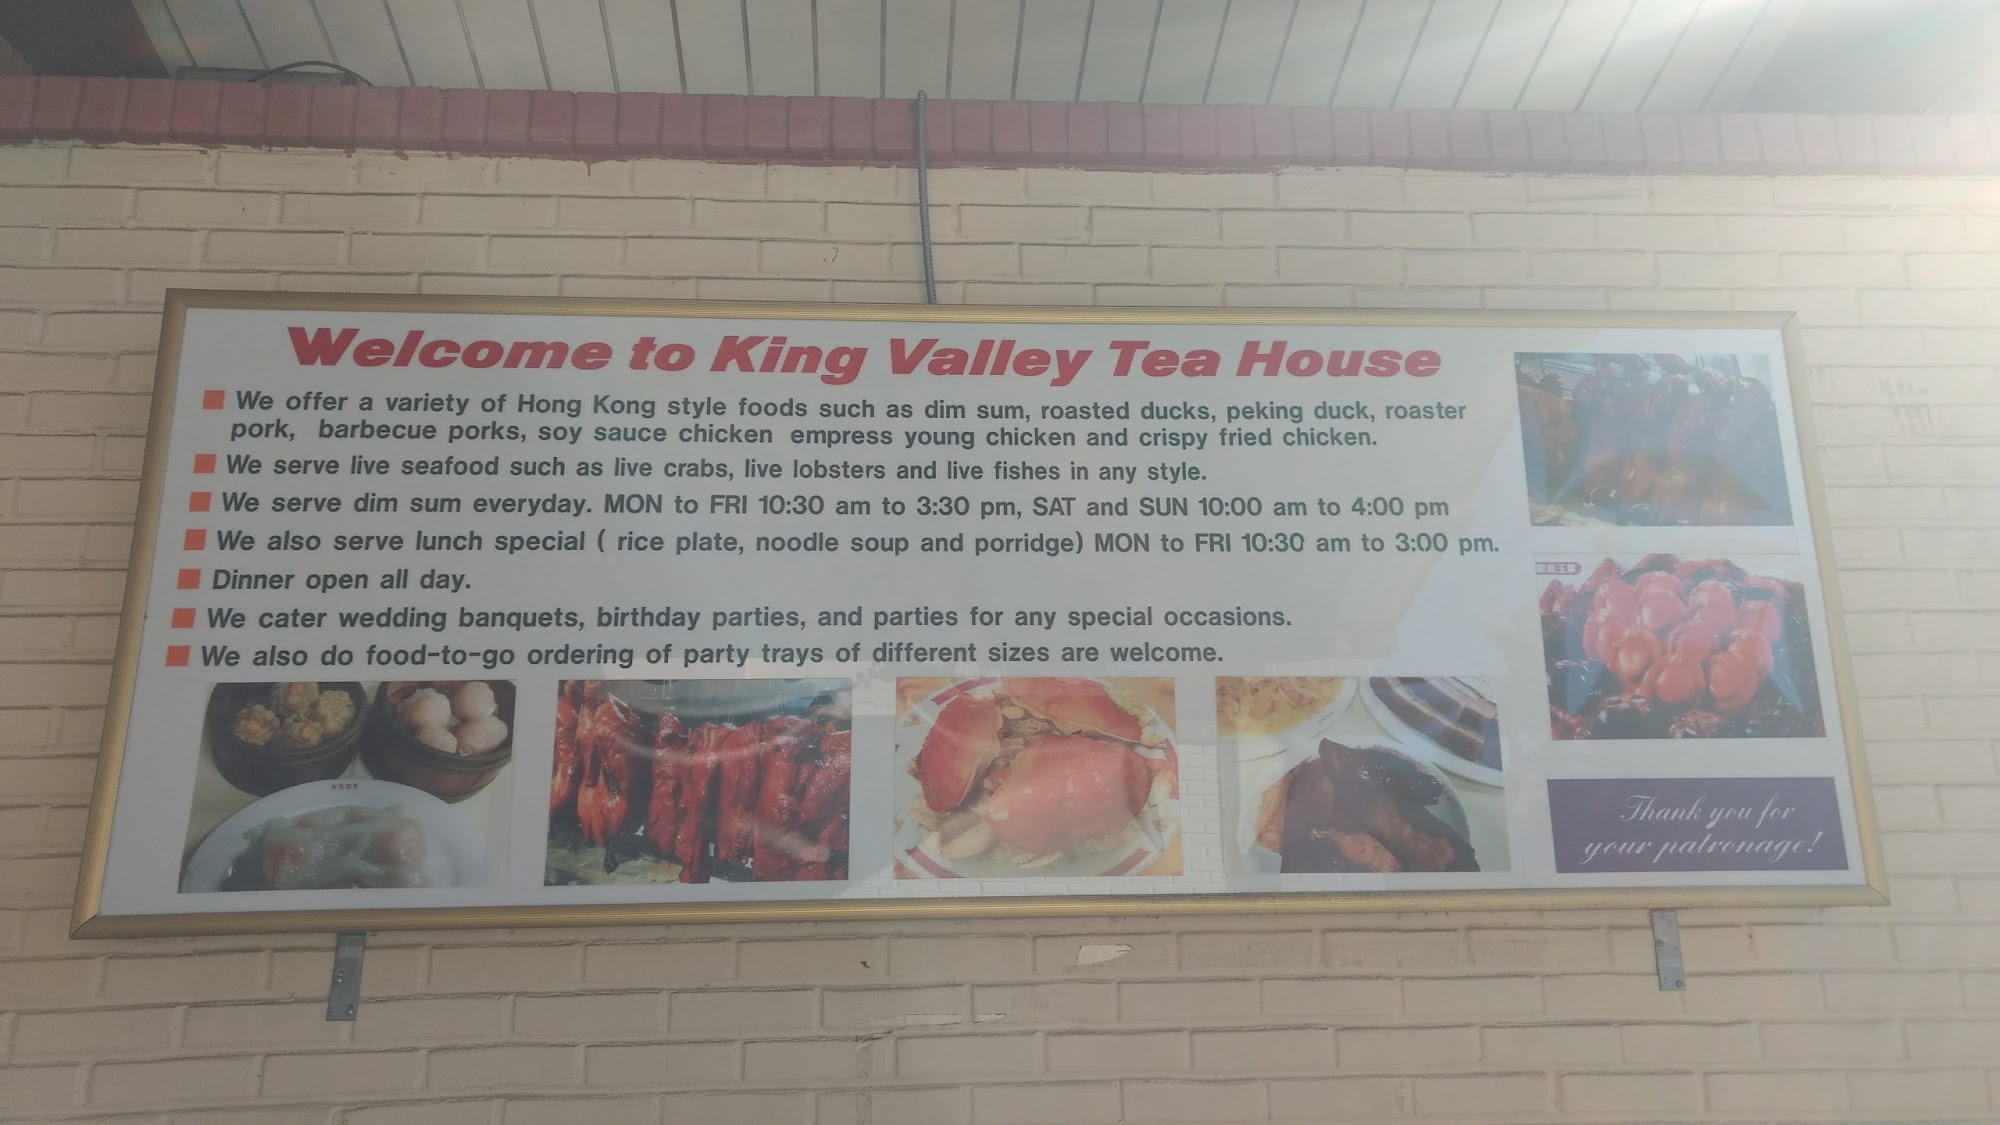 Welcome to King Valley Tea House
We offer a variety of Hong Kong style foods such as dim sum, roasted ducks, peking duck, roaster
pork, barbecue porks, soy sauce chicken empress young chicken and crispy fried chicken.
We serve live seafood such as live crabs, live lobsters and live fishes in any style.
We serve dim sum everyday. MON to FRI 10:30 am to 3:30 pm, SAT and SUN 10:00 am to 4:00 pm
We also serve lunch special ( rice plate, noodle soup and porridge) MON to FRI 10:30 am to 3:00 pm.
Dinner open all day.
We cater wedding banquets, birthday parties, and parties for any special occasions.
We also do food-to-go ordering of party trays of different sizes are welcome.
Thank you for
your patronage!